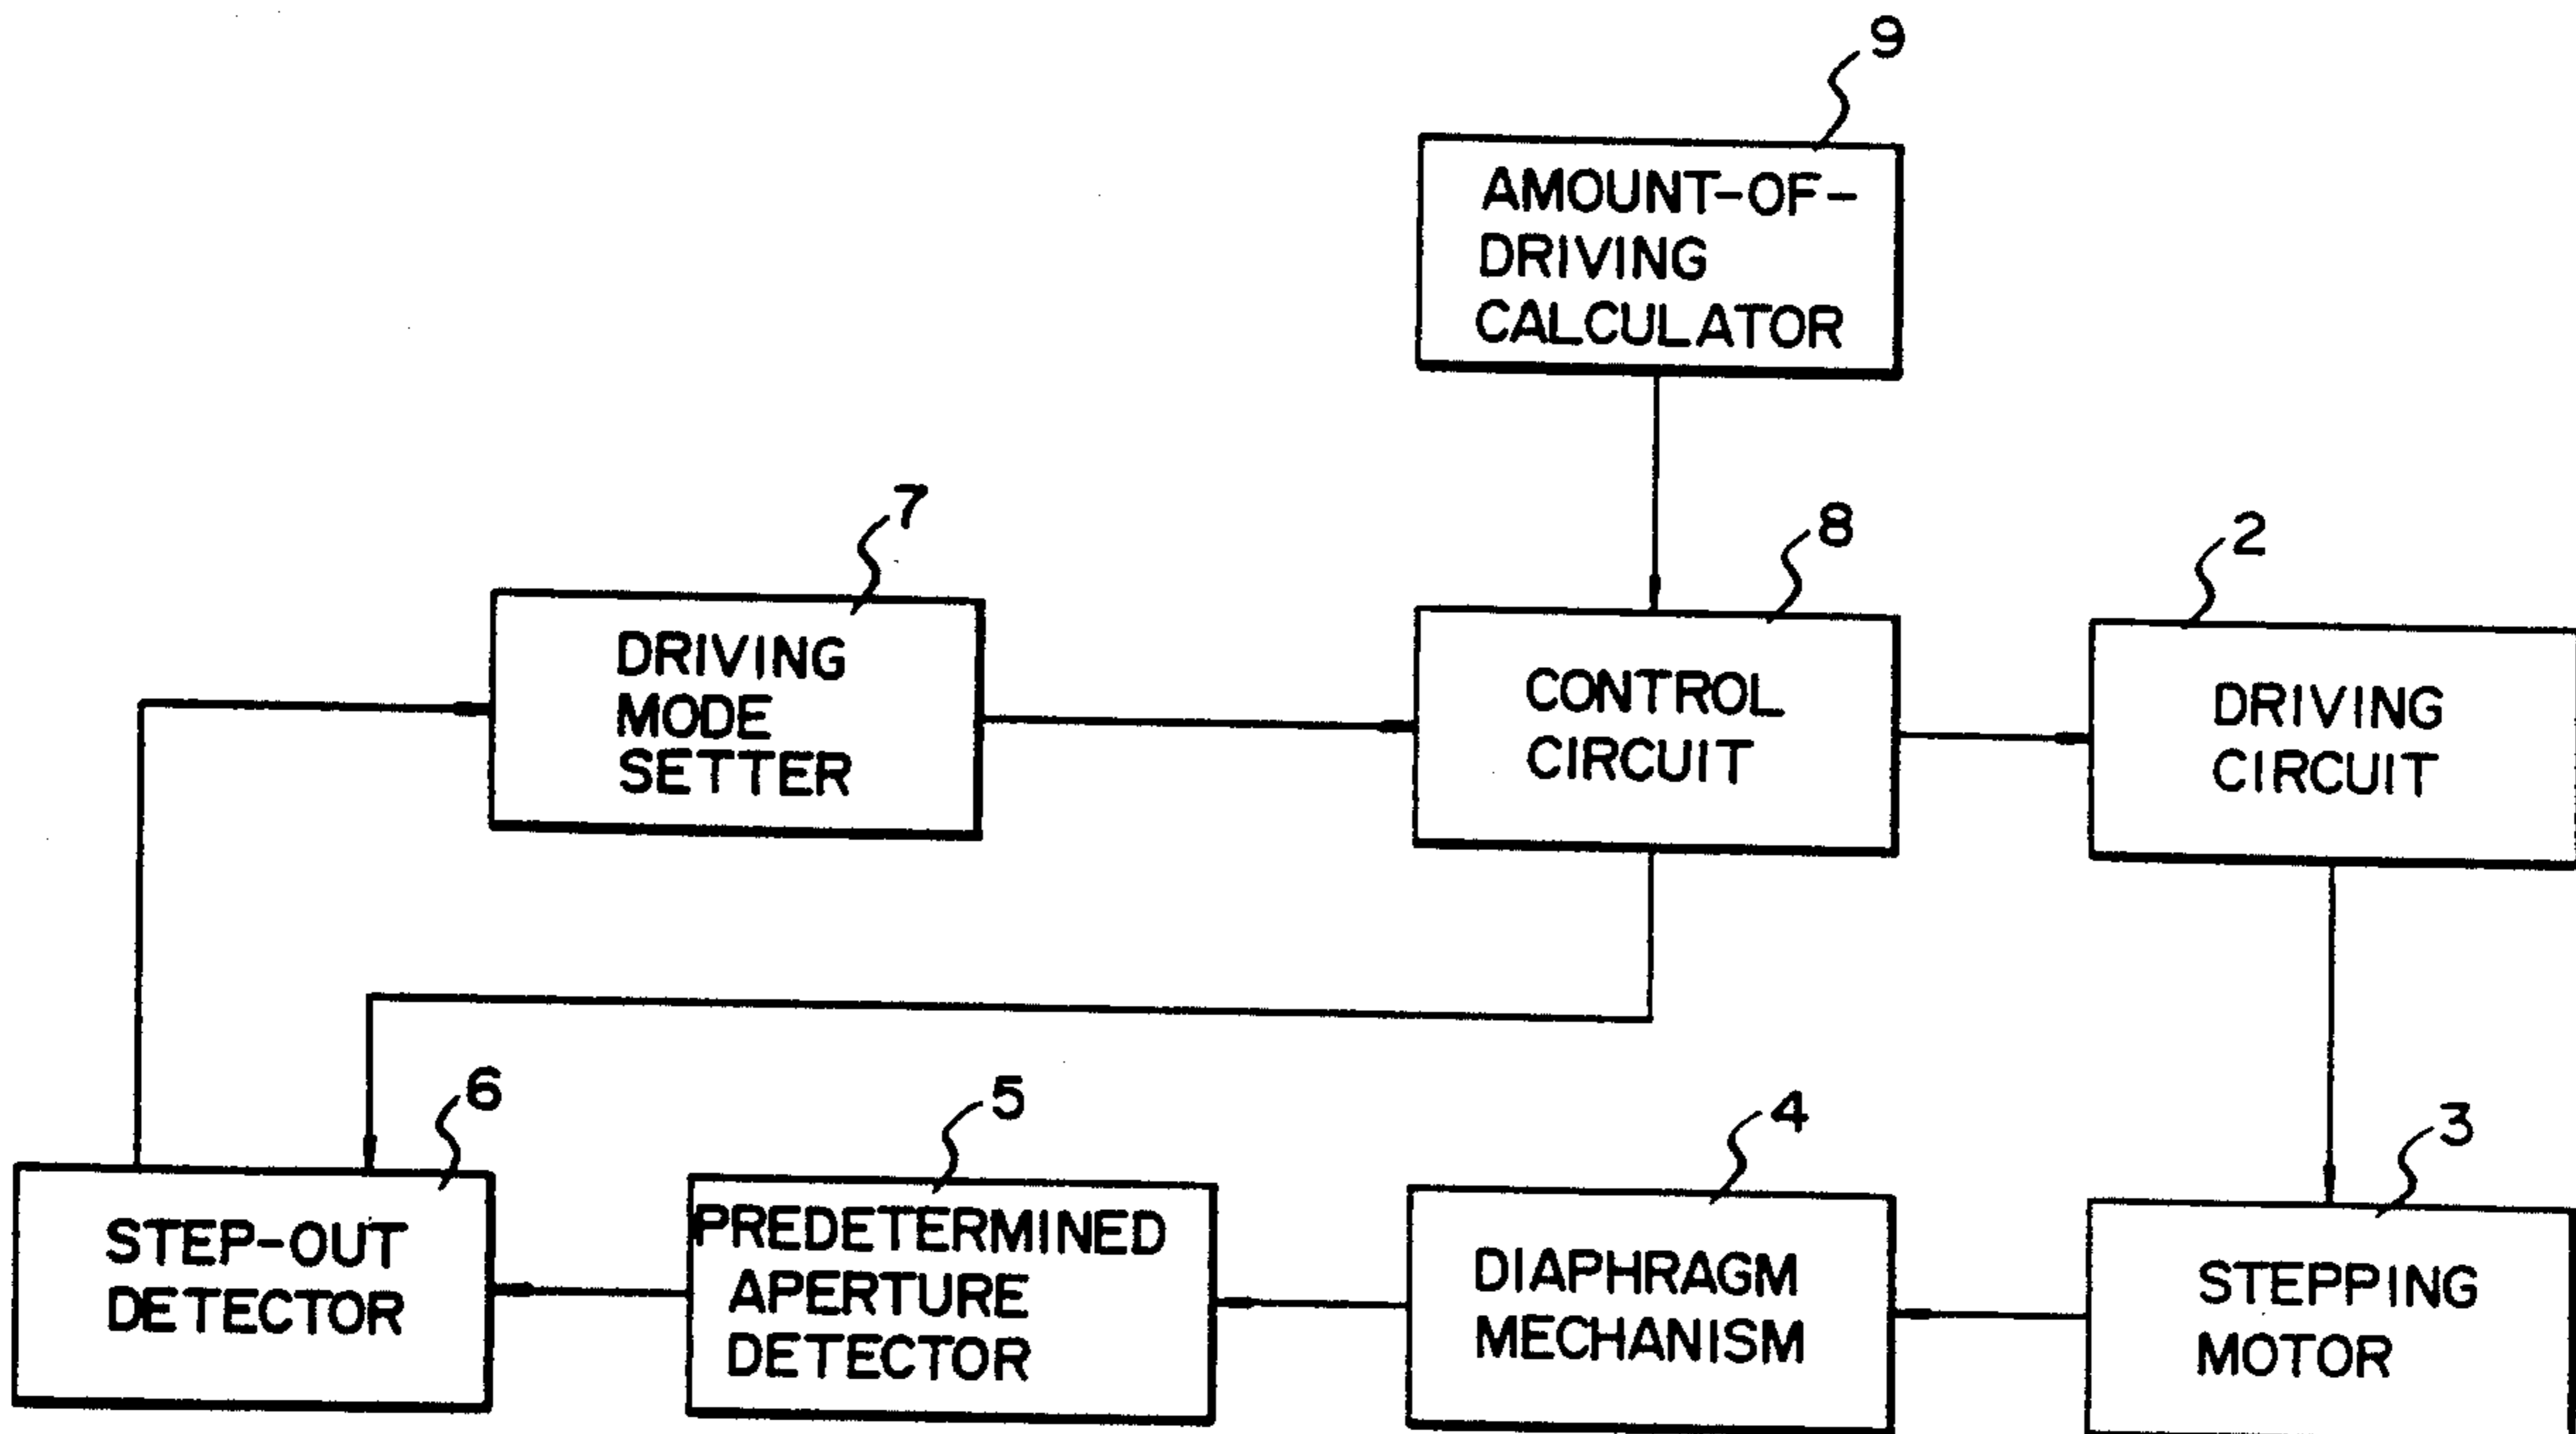 9
AMOUNT-OF-
DRIVING
CALCULATOR
7
DRIVING
MODE
SETTER
8
CONTROL
CIRCUIT
2
DRIVING
CIRCUIT
6
STEP-OUT
DETECTOR
5
PREDETERMINED
APERTURE
DETECTOR
4
DIAPHRAGM
MECHANISM
3
STEPPING
MOTOR